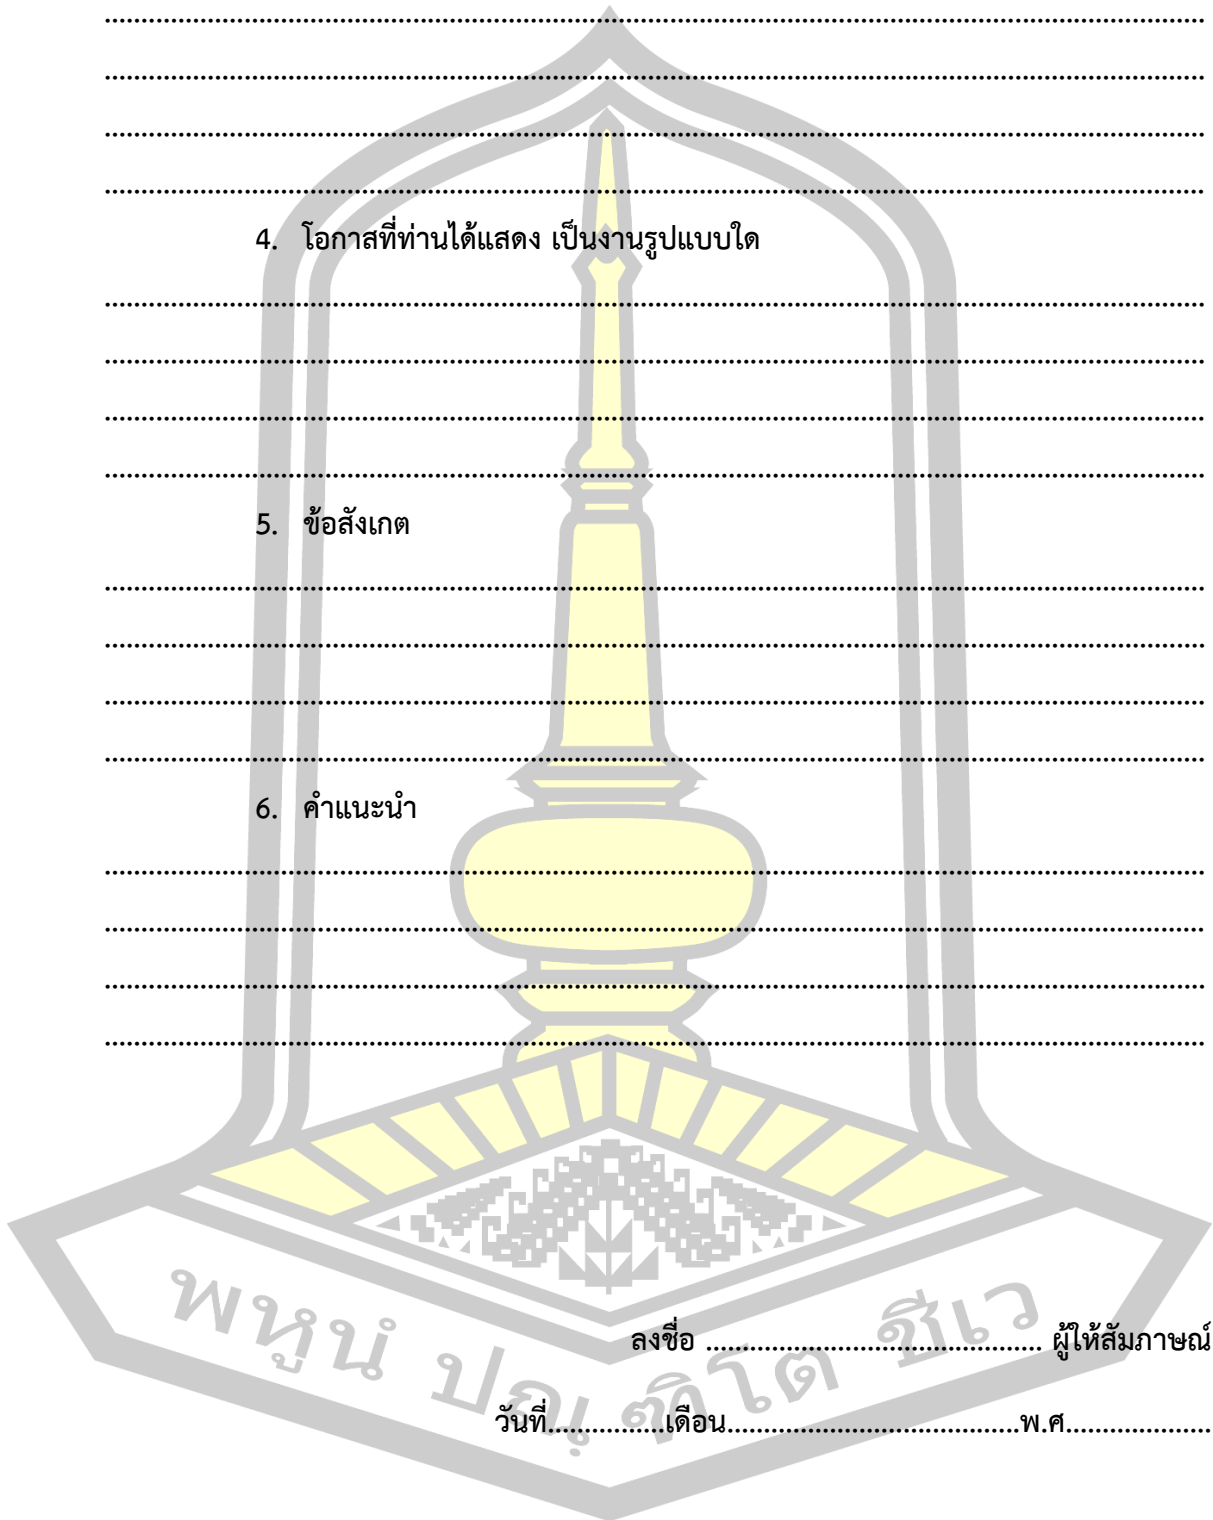 ................................................................................
................................................................................
................................................................................
................................................................................
4. โอกาสที่ท่านได้แสดง เป็นงานรูปแบบใด
................................................................................
................................................................................
................................................................................
................................................................................
5. ข้อสังเกต
................................................................................
................................................................................
................................................................................
................................................................................
6. คำแนะนำ
................................................................................
................................................................................
................................................................................
................................................................................
ลงชื่อ .......................................... ผู้ให้สัมภาษณ์
วันที่...............เดือน.....................................พ.ศ...................
พหูนํ ปณฺฑิโต ชีเว